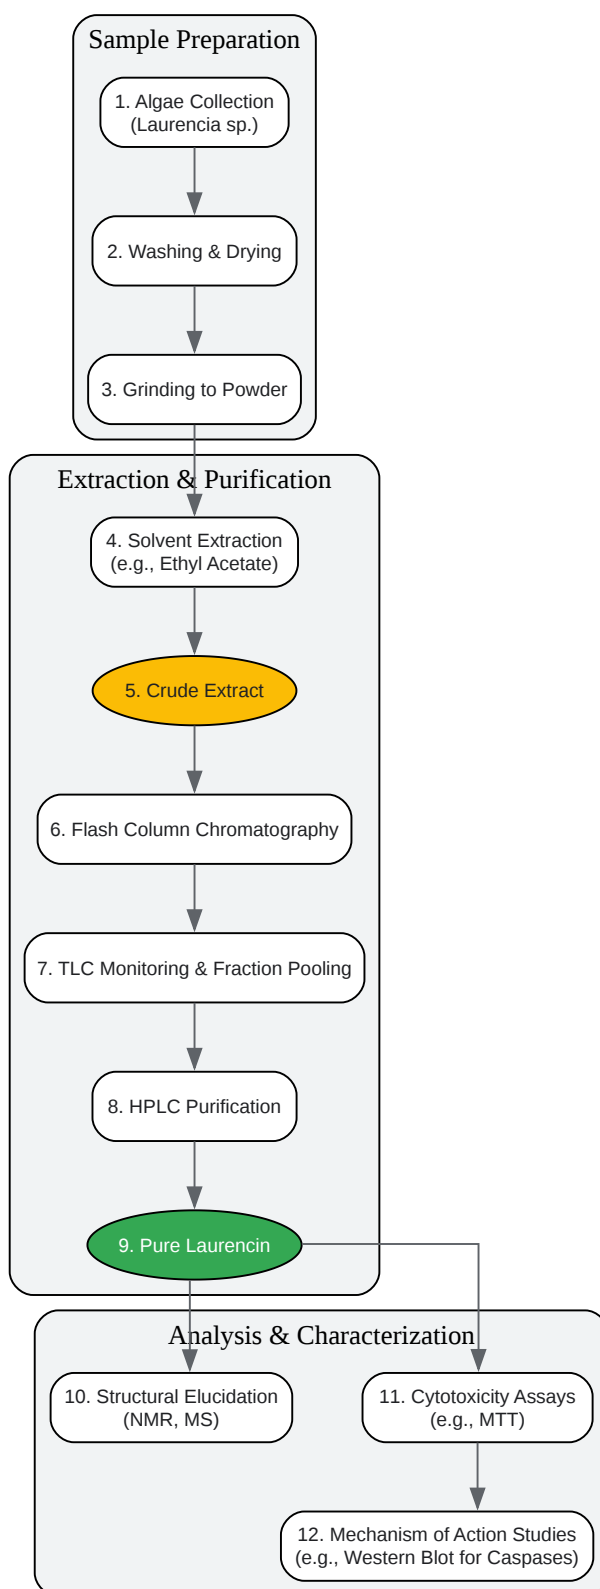 Sample Preparation
1. Algae Collection
(Laurencia sp.)
2. Washing & Drying
3. Grinding to Powder
Extraction & Purification
4. Solvent Extraction
(e.g., Ethyl Acetate)
5. Crude Extract
6. Flash Column Chromatography
7. TLC Monitoring & Fraction Pooling
8. HPLC Purification
9. Pure Laurencin
Analysis & Characterization
10. Structural Elucidation
(NMR, MS)
11. Cytotoxicity Assays
(e.g., MTT)
12. Mechanism of Action Studies
(e.g., Western Blot for Caspases)